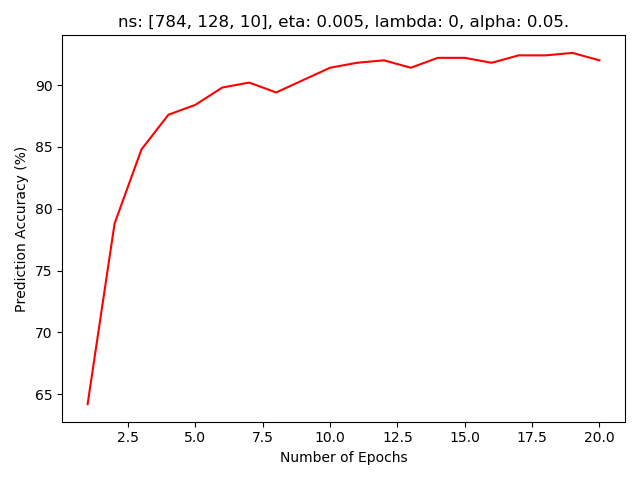 ns: [784, 128, 10], eta: 0.005, lambda: 0, alpha: 0.05.
90
85
80
75
70
65
Prediction Accuracy (%)
2.5 5.0 7.5 10.0 12.5 15.0 17.5 20.0
Number of Epochs